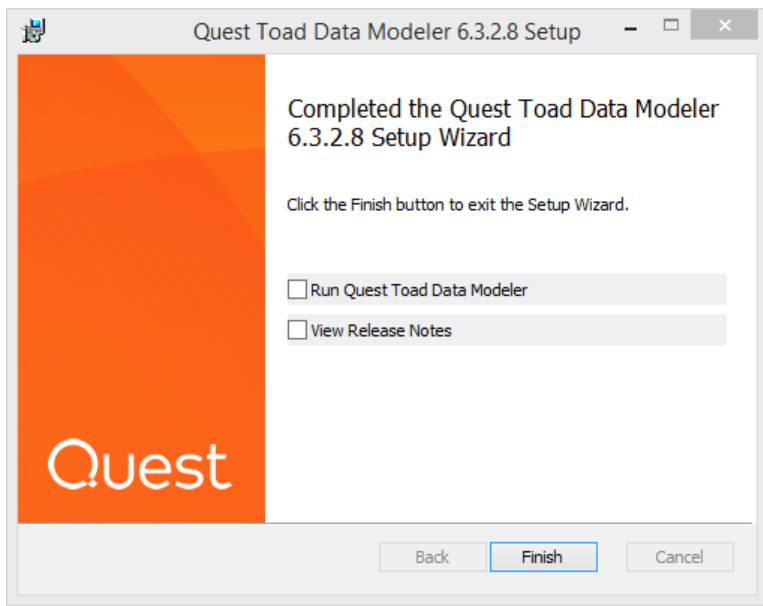 Quest Toad Data Modeler 6.3.2.8 Setup
Completed the Quest Toad Data Modeler
6.3.2.8 Setup Wizard
Click the Finish button to exit the Setup Wizard.
Run Quest Toad Data Modeler
View Release Notes
Quest
Back Finish Cancel